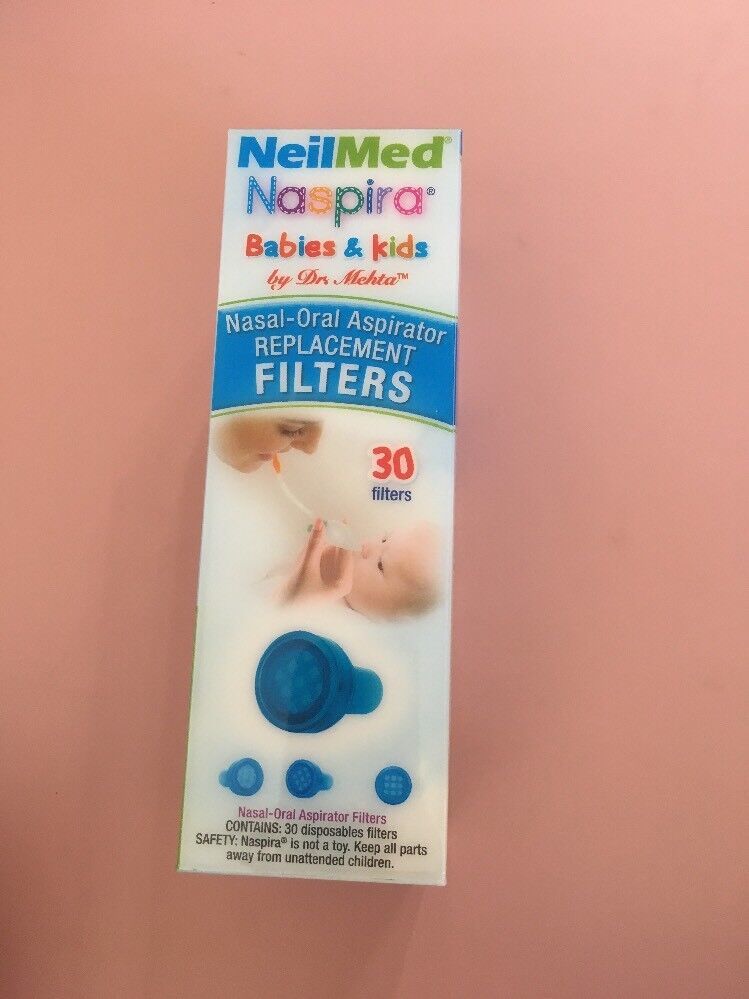 NeilMed®
Naspira®
Babies & kids
by Dr. Mehta™
Nasal-Oral Aspirator
REPLACEMENT
FILTERS
30
filters
Nasal-Oral Aspirator Filters
CONTAINS: 30 disposables filters
SAFETY: Naspira® is not a toy. Keep all parts
away from unattended children.